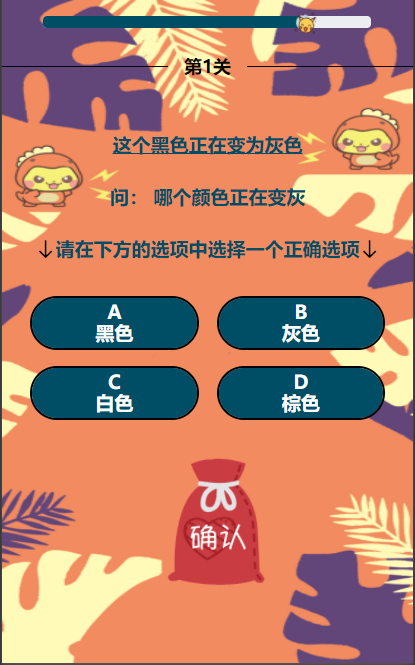 第1关
这个黑色正在变为灰色
问： 哪个颜色正在变灰
↓请在下方的选项中选择一个正确选项↓
A
黑色
B
灰色
C
白色
D
棕色
确认